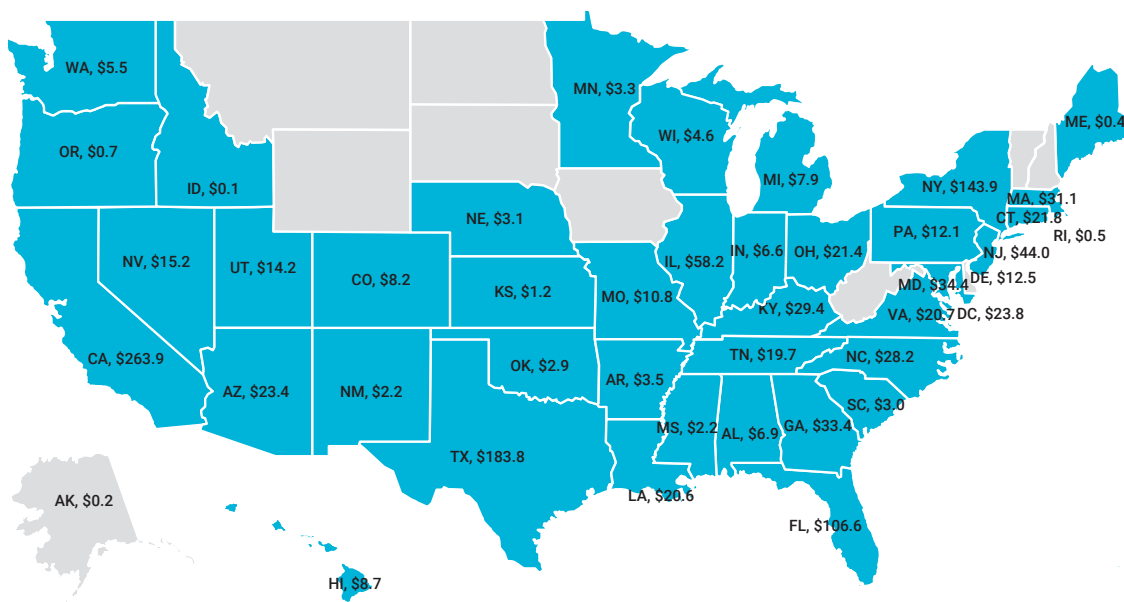 WA, $5.5
MN, $3.3
ME, $0.4
OR, $0.7
WI, $4.6
ID, $0.1
MI, $7.9
NY, $143.9
MA, $31.1
CT, $21.8
NE, $3.1
PA, $12.1
RI, $0.5
NV, $15.2
UT, $14.2
CO, $8.2
IL, $58.2
IN, $6.6
OH, $21.4
NJ, $44.0
DE, $12.5
MD, $34.4
KS, $1.2
MO, $10.8
KY, $29.4
VA, $20.7
DC, $23.8
CA, $263.9
TN, $19.7
NC, $28.2
OK, $2.9
AZ, $23.4
NM, $2.2
AR, $3.5
SC, $3.0
MS, $2.2
AL, $6.9
GA, $33.4
TX, $183.8
AK, $0.2
LA, $20.6
FL, $106.6
HI, $8.7